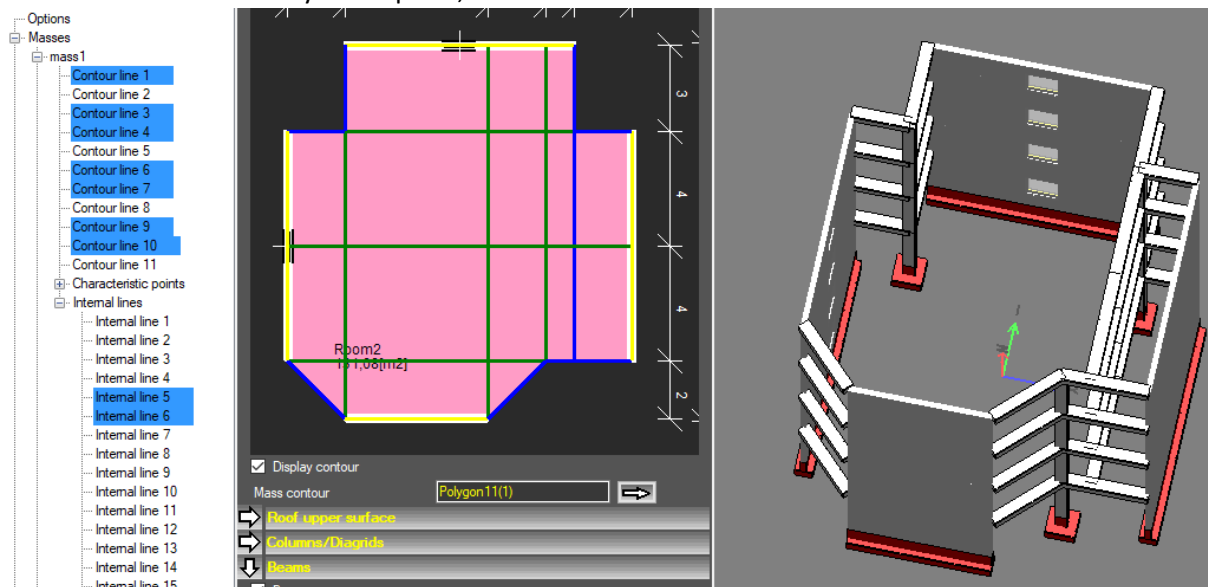 Options
Masses
mass1
Contour line 1
Contour line 2
Contour line 3
Contour line 4
Contour line 5
Contour line 6
Contour line 7
Contour line 8
Contour line 9
Contour line 10
Contour line 11
Characteristic points
Internal lines
Internal line 1
Internal line 2
Internal line 3
Internal line 4
Internal line 5
Internal line 6
Internal line 7
Internal line 8
Internal line 9
Internal line 10
Internal line 11
Internal line 12
Internal line 13
Internal line 14
Internal line 15
3
4
4
2
Room2
[m2]
Display contour
Mass contour Polygon11(1)
Roof upper surface
Columns/Diagrids
Beams